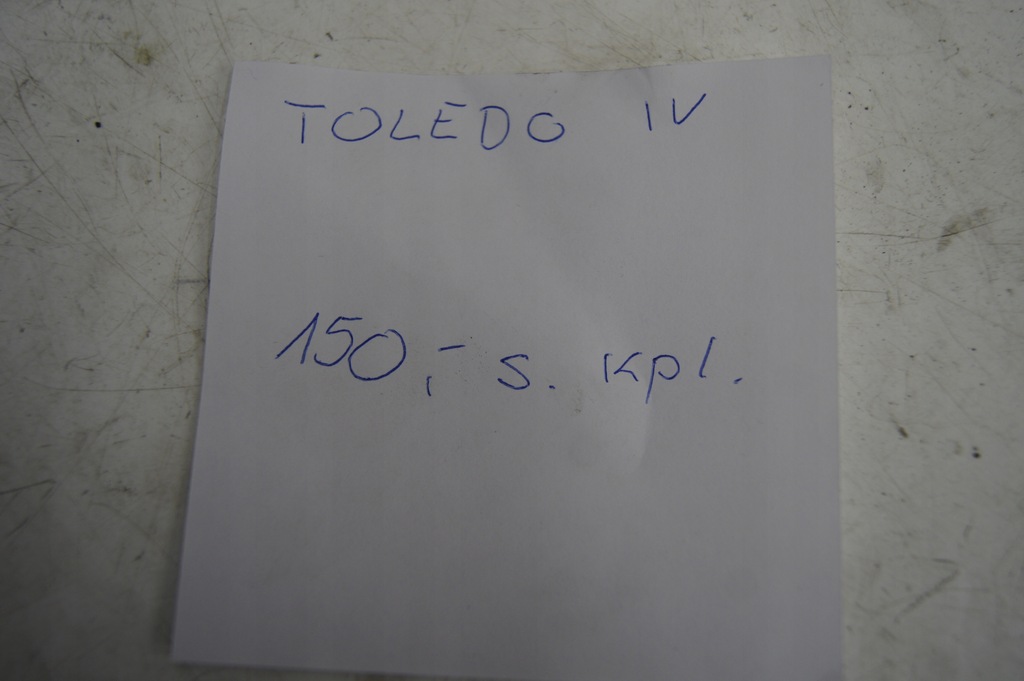 TOLEDO IV
150,- s. kpl.